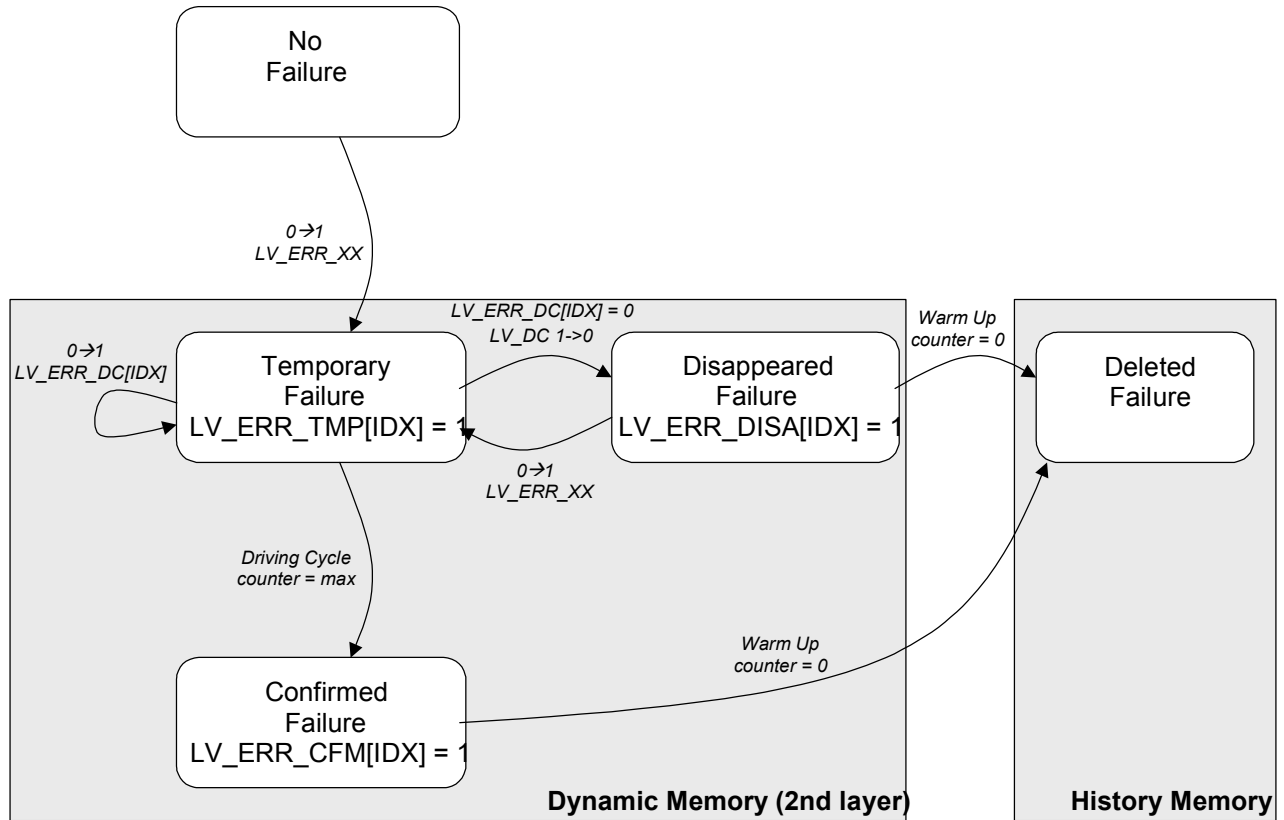 No
Failure
0→1
LV_ERR_XX
LV_ERR_DC[IDX] = 0
LV_DC 1->0
Warm Up
counter = 0
0→1
LV_ERR_DC[IDX]
Temporary
Failure
LV_ERR_TMP[IDX] = 1
Disappeared
Failure
LV_ERR_DISA[IDX] = 1
Deleted
Failure
0→1
LV_ERR_XX
Driving Cycle
counter = max
Warm Up
counter = 0
Confirmed
Failure
LV_ERR_CFM[IDX] = 1
Dynamic Memory (2nd layer)
History Memory